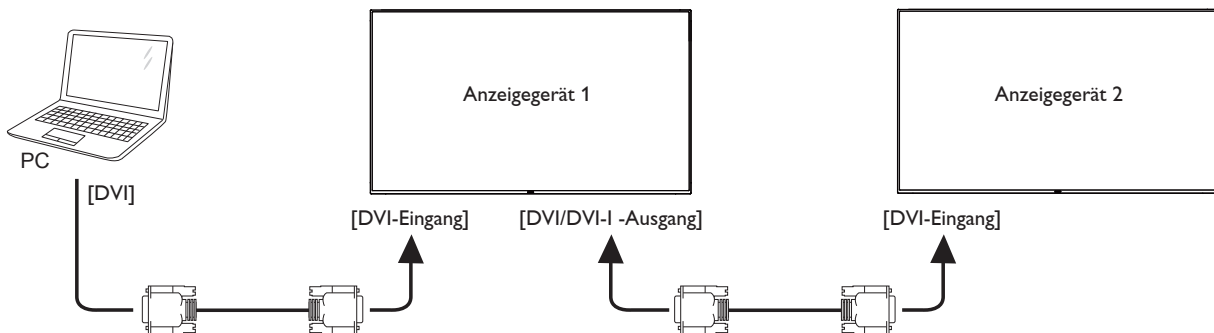 Anzeigegerät 1
Anzeigegerät 2
PC
[DVI]
[DVI-Eingang]
[DVI/DVI-I -Ausgang]
[DVI-Eingang]